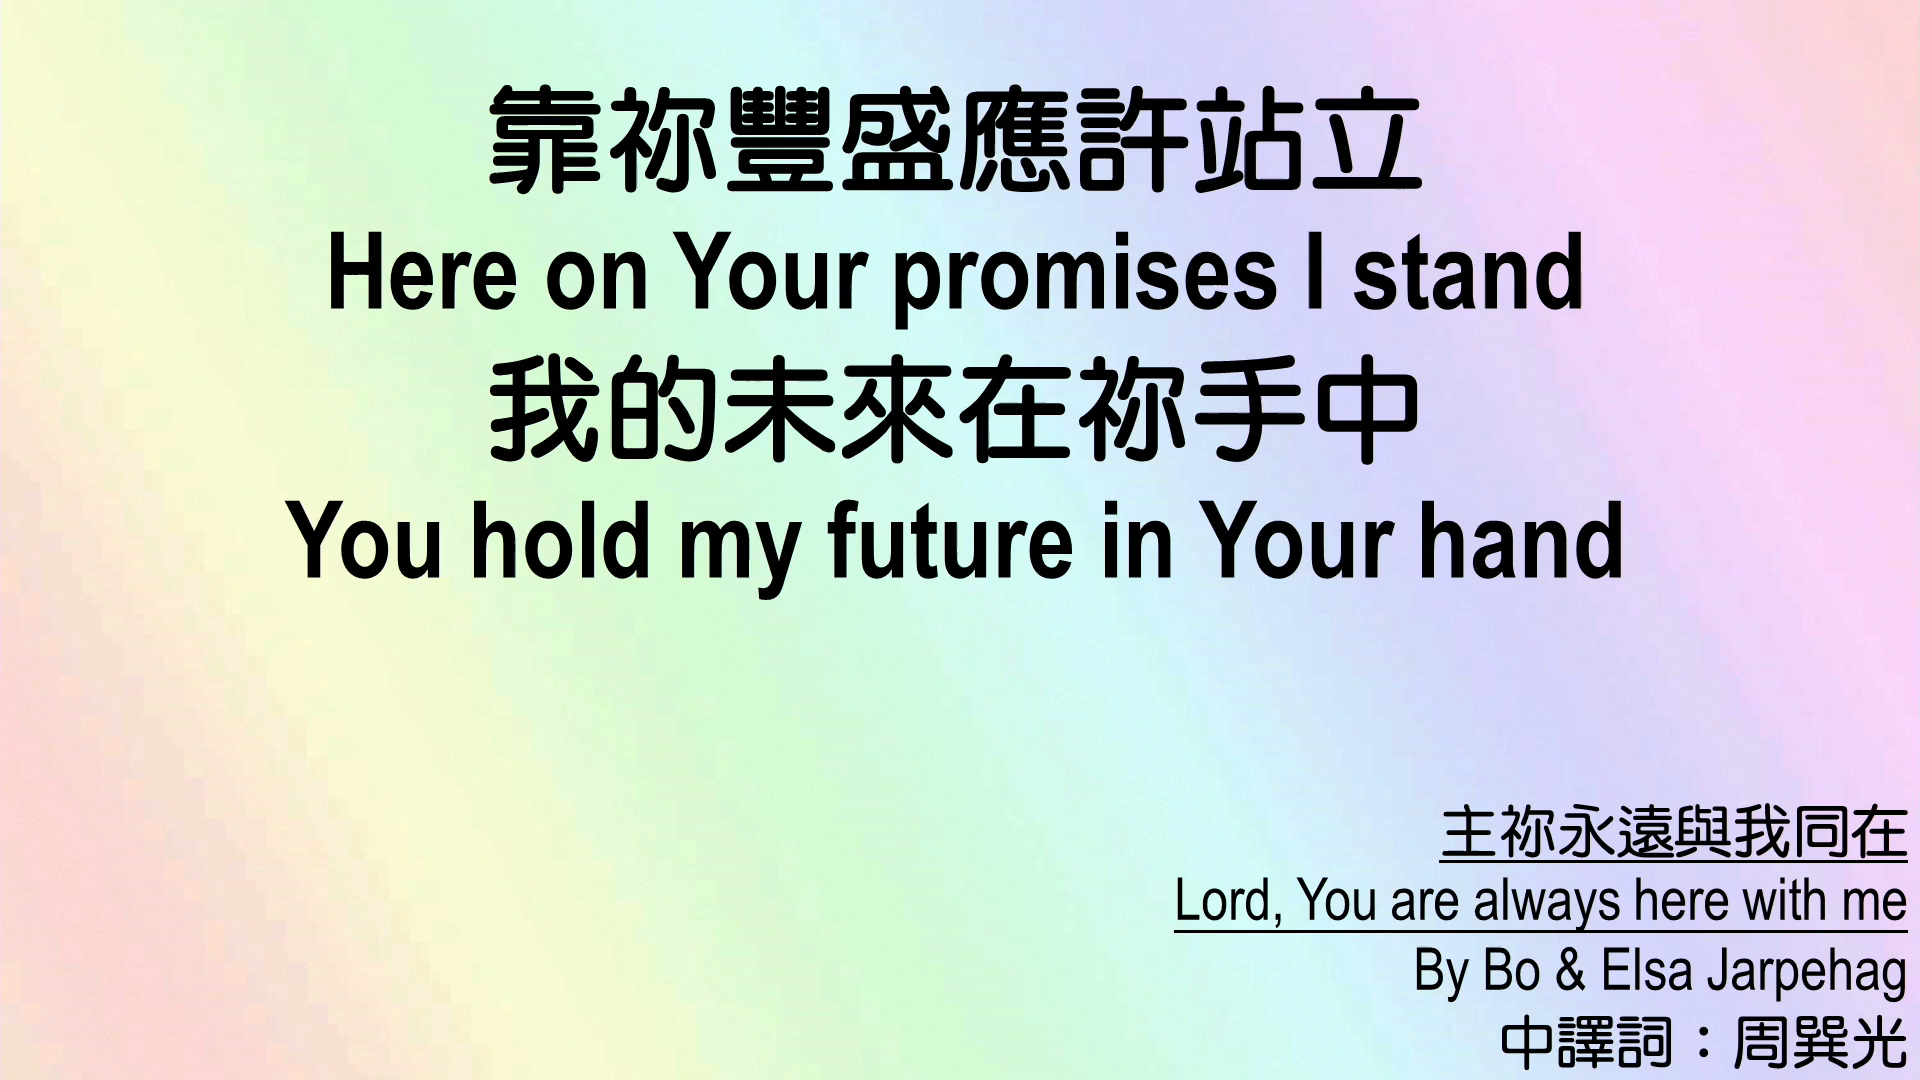 靠祢豐盛應許站立
Here on Your promises I stand
我的未來在祢手中
You hold my future in Your hand
主祢永遠與我同在
Lord, You are always here with me
By Bo & Elsa Jarpehag
中譯詞：周巽光